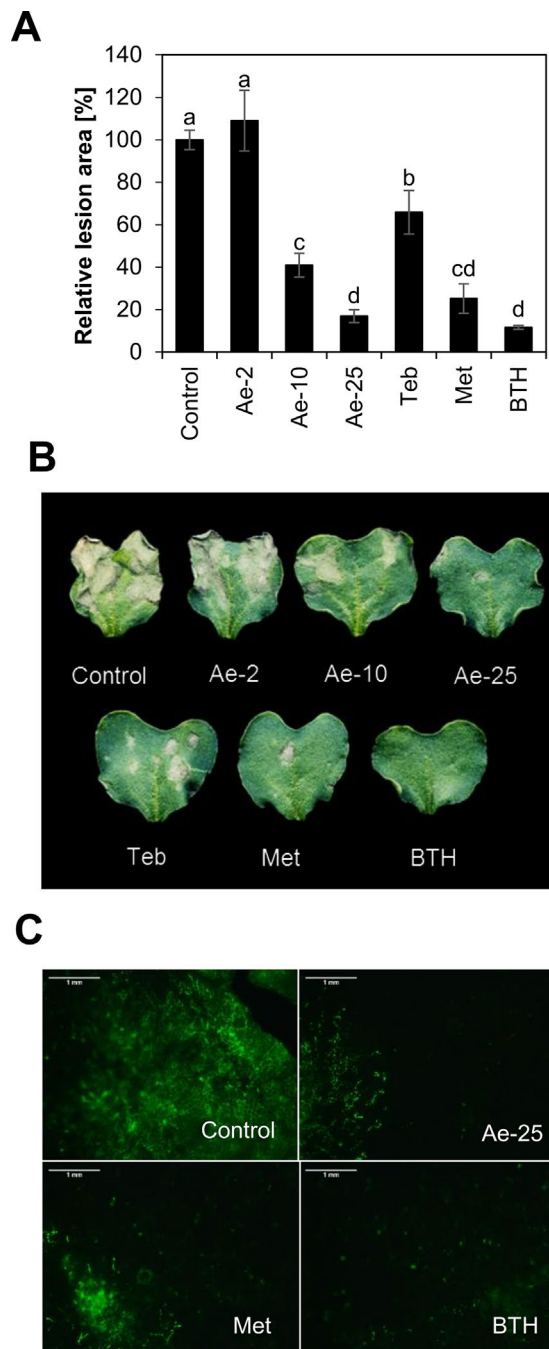 A
Relative lesion area [%]
140
120
100
80
60
40
20
0
a
a
c
d
b
cd
d
Control
Ae-2
Ae-10
Ae-25
Teb
Met
BTH
B
Control Ae-2 Ae-10 Ae-25
Teb Met BTH
C
1 mm
1 mm
Control
Ae-25
1 mm
1 mm
Met
BTH